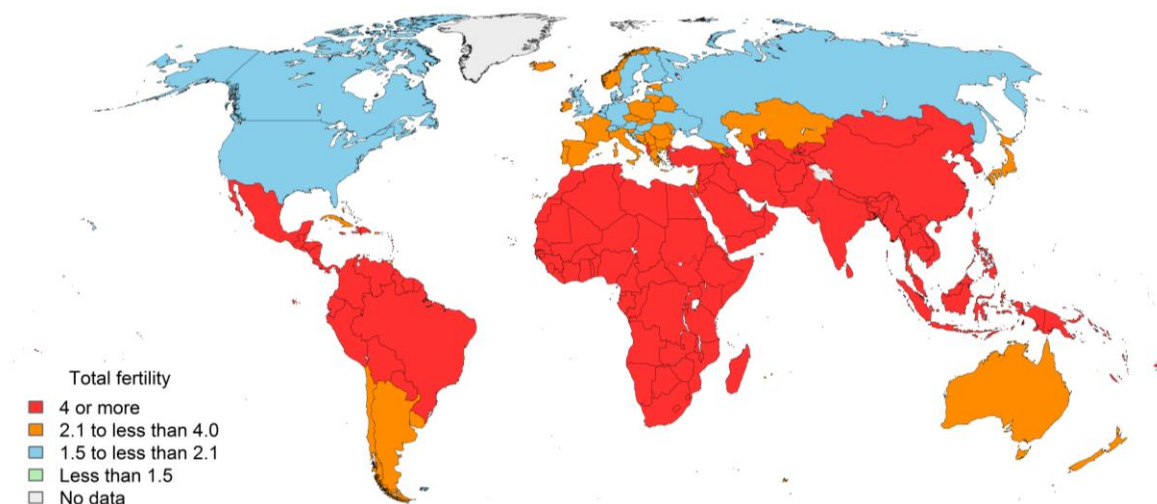 Total fertility
4 or more
2.1 to less than 4.0
1.5 to less than 2.1
Less than 1.5
No data